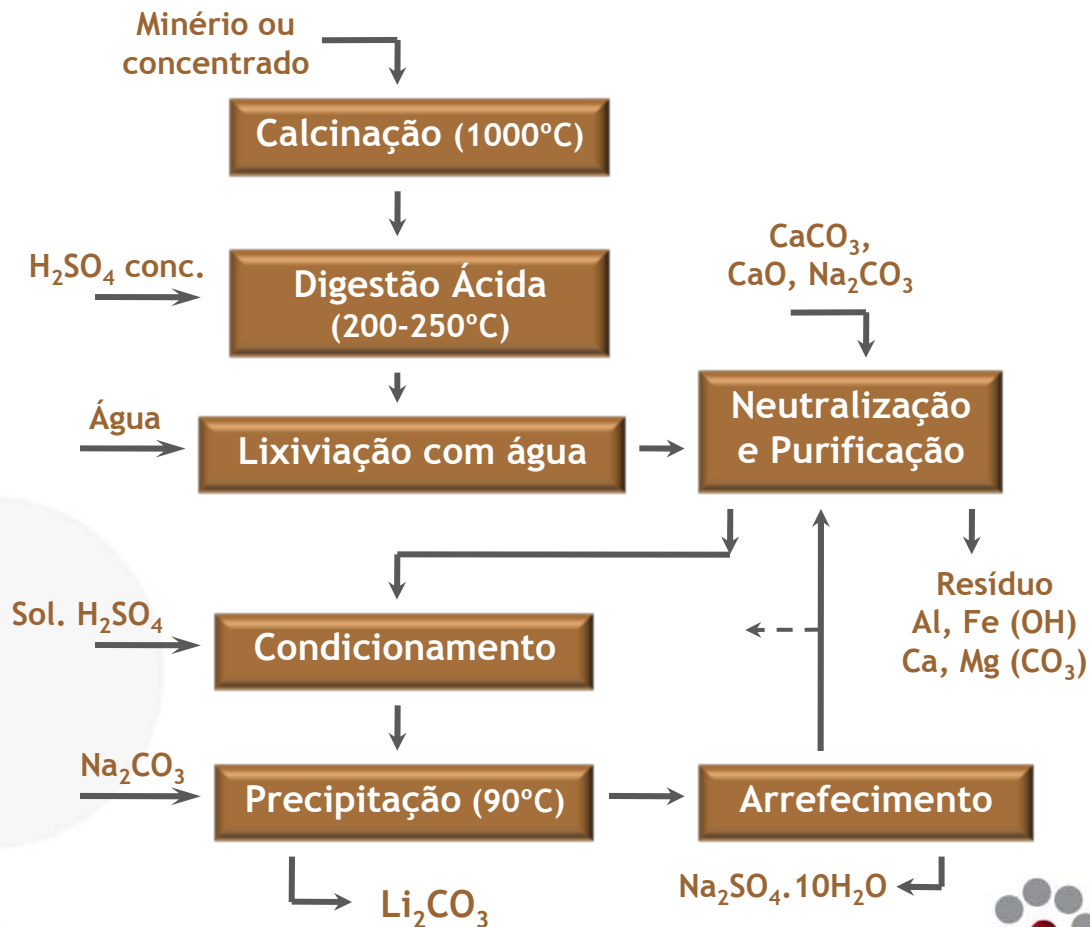 Minério ou
concentrado
Calcinação (1000ºC)
H₂SO₄ conc.
Digestão Ácida
(200-250ºC)
CaCO₃,
CaO, Na₂CO₃
Água
Lixiviação com água
Neutralização
e Purificação
Resíduo
Al, Fe (OH)
Ca, Mg (CO₃)
Sol. H₂SO₄
Condicionamento
Na₂CO₃
Precipitação (90ºC)
Arrefecimento
Li₂CO₃
Na₂SO₄.10H₂O